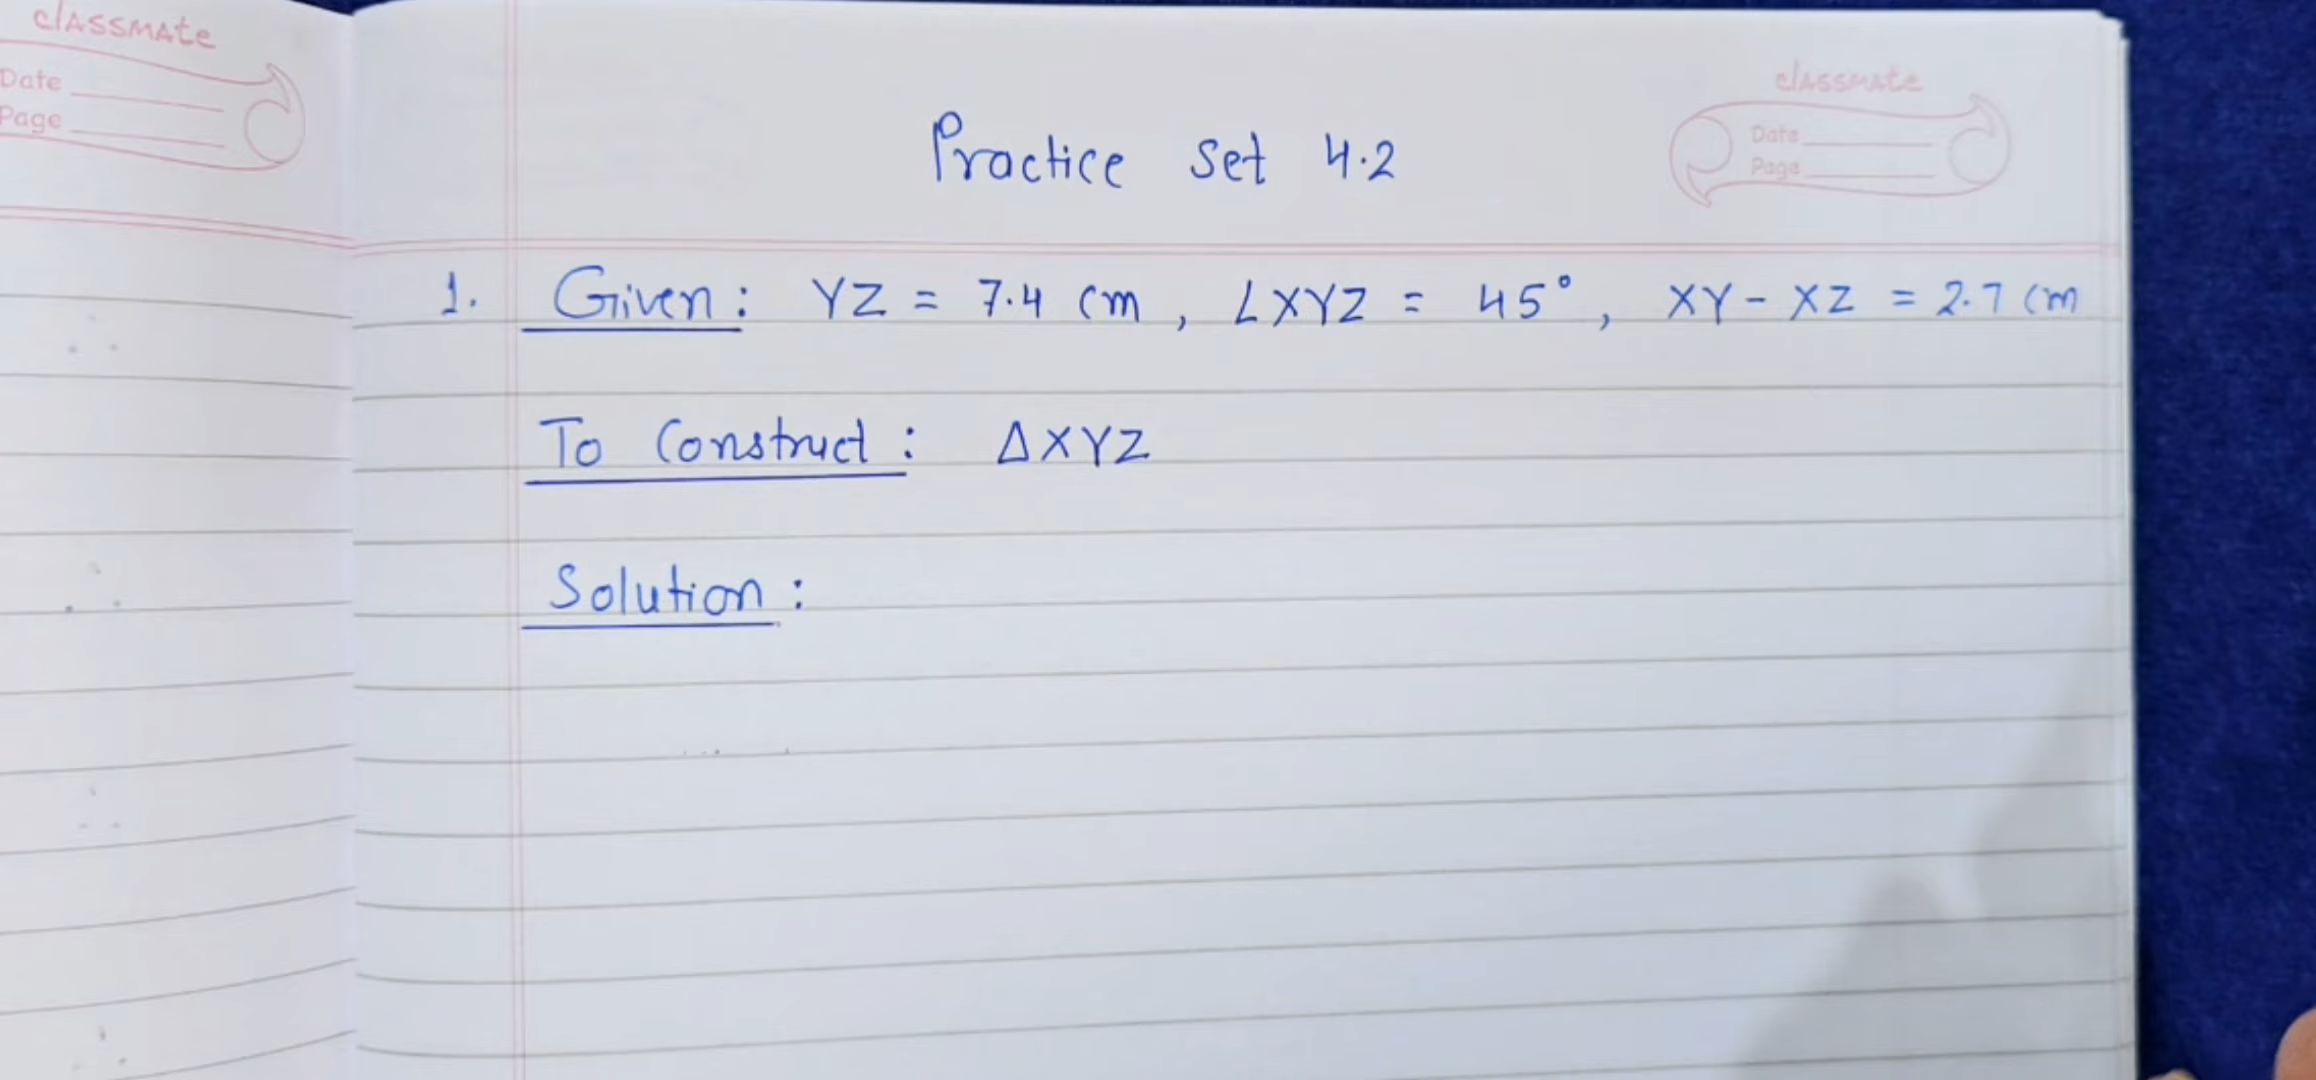 classmate
Date
Page
classmate
Date
Page
Practice Set 4.2
1. Given: YZ = 7.4 cm, ∠XYZ = 45°, XY - XZ = 2.7 cm
To Construct: ΔXYZ
Solution: